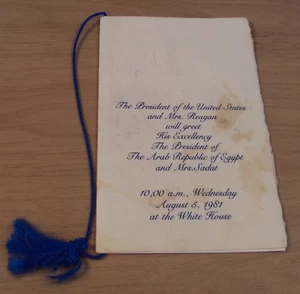 The President of the United States
and Mrs. Reagan
will greet
His Excellency
The President of
The Arab Republic of Egypt
and Mrs. Sadat
10:00 a.m., Wednesday
August 5, 1981
at the White House